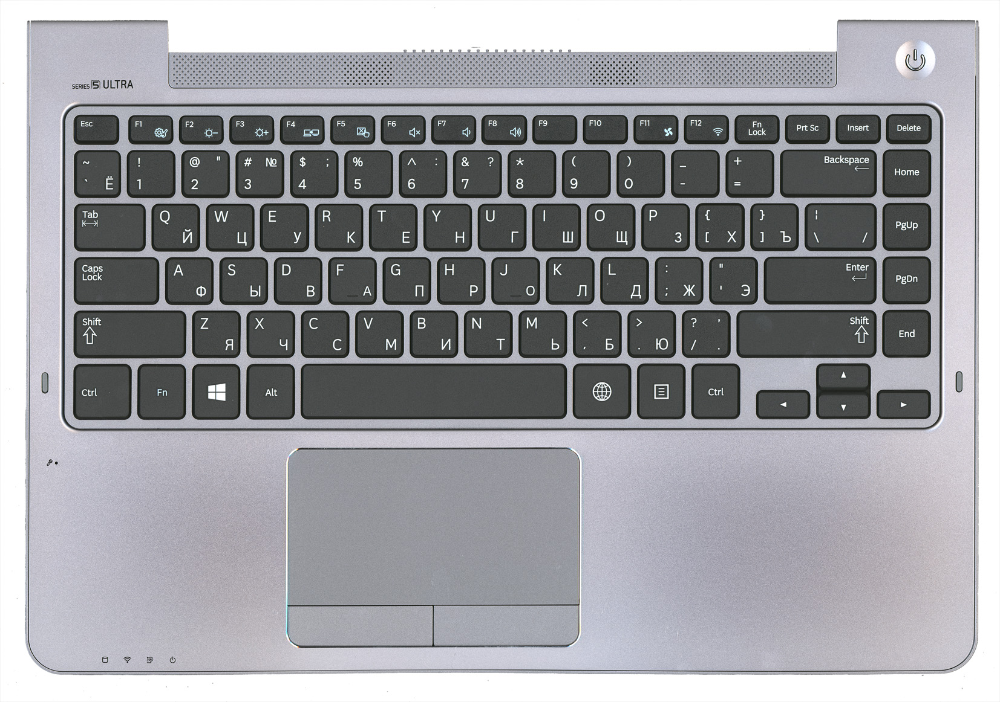 SERIES 5 ULTRA
Esc F1 F2 F3 F4 F5 F6 F7 F8 F9 F10 F11 F12 Fn Lock Prt Sc Insert Delete
~ ` Ё ! 1 @ " 2 # № 3 $ ; 4 % 5 ^ : 6 & ? 7 * 8 ( 9 ) 0 _ - + = Backspace Home
Tab Q Й W Ц E У R К T Е Y Н U Г I Ш O Щ P З { [ Х } ] Ъ ¦ \ / PgUp
Caps Lock A Ф S Ы D В F А G П H Р J О K Л L Д : ; Ж " ' Э Enter PgDn
Shift Z Я X Ч C С V М B И N Т M Ь < , Б > . Ю ? , / . Shift End
Ctrl Fn Alt Ctrl